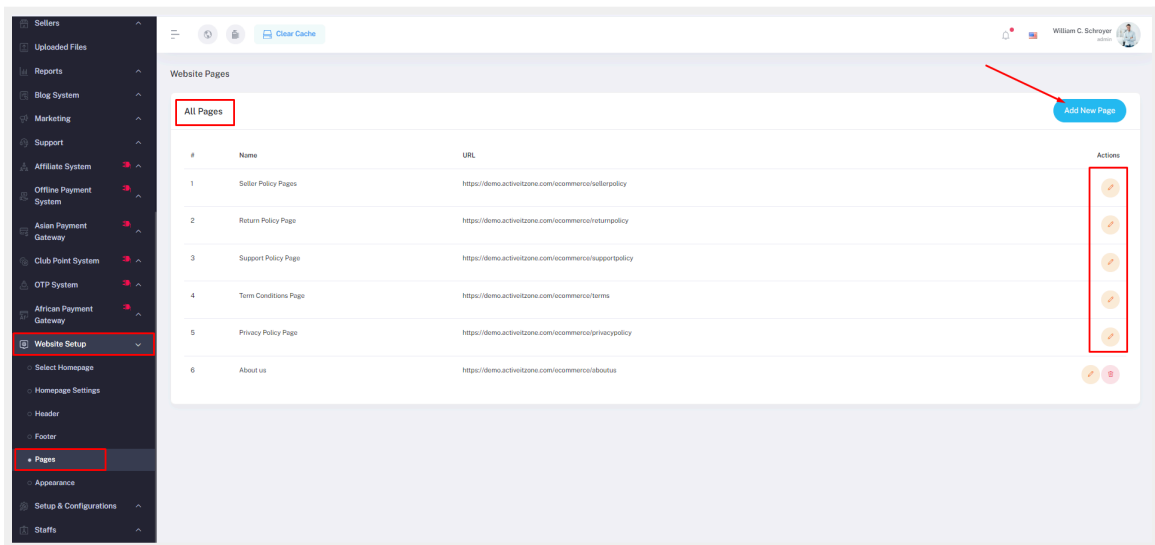 Sellers
Uploaded Files
Reports
Blog System
Marketing
Support
Affiliate System
Offline Payment
System
Asian Payment
Gateway
Club Point System
OTP System
African Payment
Gateway
Website Setup
Select Homepage
Homepage Settings
Header
Footer
Pages
Appearance
Setup & Configurations
Staffs
Clear Cache
William C. Schroyer
admin
Website Pages
All Pages
Add New Page
# Name URL Actions
1 Seller Policy Pages https://demo.activeitzone.com/ecommerce/sellerpolicy
2 Return Policy Page https://demo.activeitzone.com/ecommerce/returnpolicy
3 Support Policy Page https://demo.activeitzone.com/ecommerce/supportpolicy
4 Term Conditions Page https://demo.activeitzone.com/ecommerce/terms
5 Privacy Policy Page https://demo.activeitzone.com/ecommerce/privacypolicy
6 About us https://demo.activeitzone.com/ecommerce/aboutus